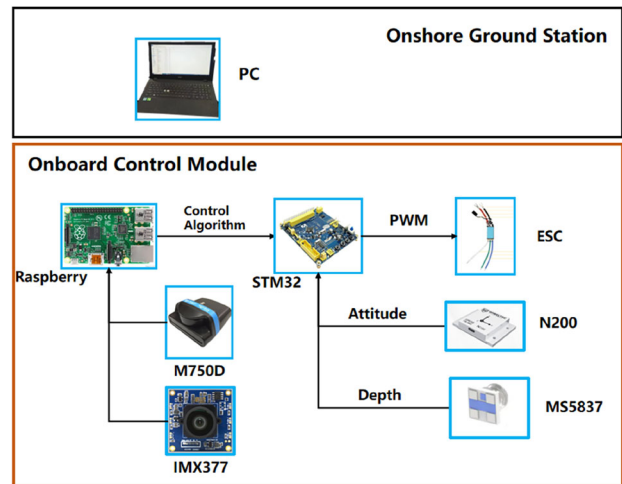 Onshore Ground Station
PC
Onboard Control Module
Control
Algorithm
PWM
ESC
Raspberry
STM32
Attitude
N200
M750D
Depth
MS5837
IMX377